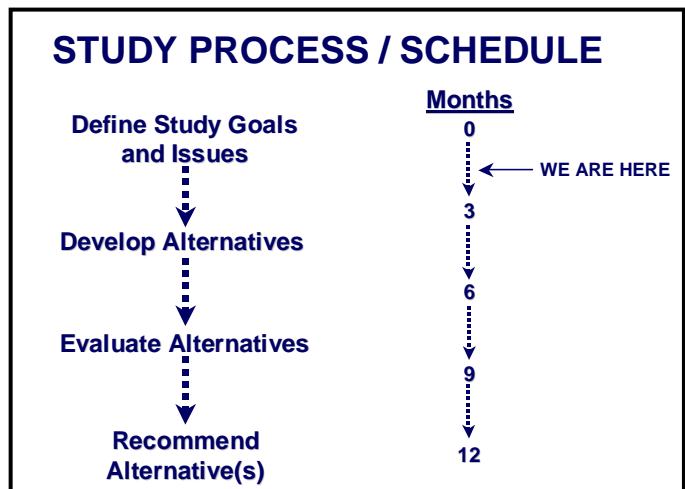 STUDY PROCESS / SCHEDULE
Define Study Goals
and Issues
Develop Alternatives
Evaluate Alternatives
Recommend
Alternative(s)
Months
0
WE ARE HERE
3
6
9
12